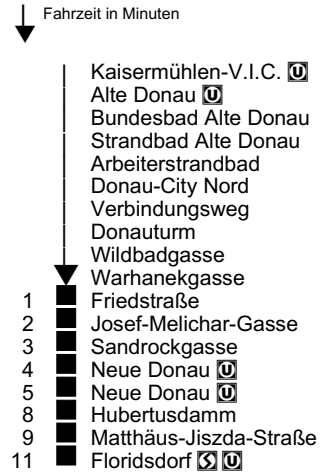 Fahrzeit in Minuten
Kaisermühlen-V.I.C. U
Alte Donau U
Bundesbad Alte Donau
Strandbad Alte Donau
Arbeiterstrandbad
Donau-City Nord
Verbindungsweg
Donauturm
Wildbadgasse
Warhanekgasse
1 Friedstraße
2 Josef-Melichar-Gasse
3 Sandrockgasse
4 Neue Donau U
5 Neue Donau U
8 Hubertusdamm
9 Matthäus-Jiszda-Straße
11 Floridsdorf S U